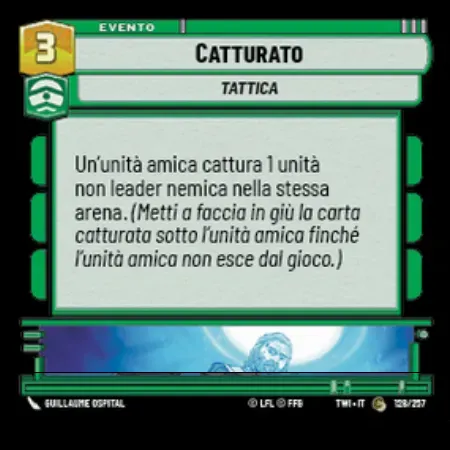 EVENTO
3
CATTURATO
TATTICA
Un'unità amica cattura 1 unità
non leader nemica nella stessa
arena. (Metti a faccia in giù la carta
catturata sotto l'unità amica finché
l'unità amica non esce dal gioco.)
GUILLAUME OSPITAL
© LFL © FFG
TWI • IT
128/257